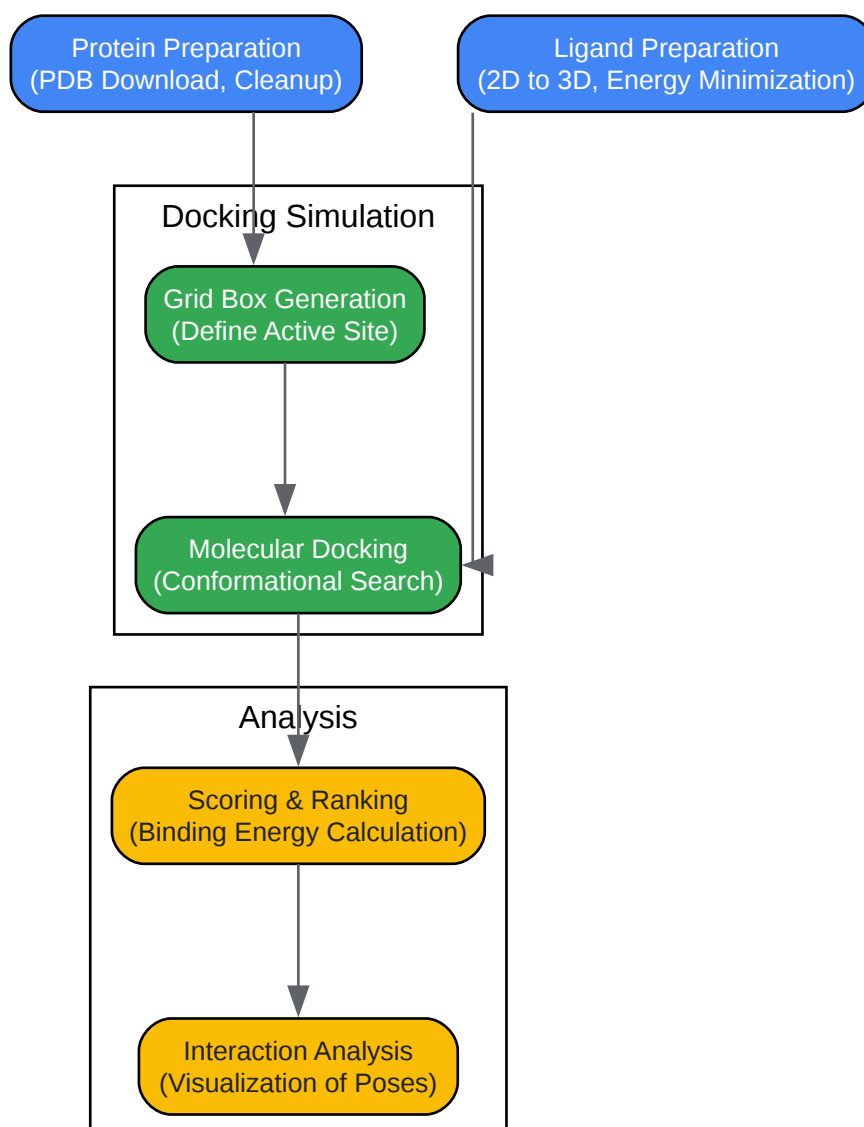 Protein Preparation
(PDB Download, Cleanup)
Ligand Preparation
(2D to 3D, Energy Minimization)
Docking Simulation
Grid Box Generation
(Define Active Site)
Molecular Docking
(Conformational Search)
Analysis
Scoring & Ranking
(Binding Energy Calculation)
Interaction Analysis
(Visualization of Poses)